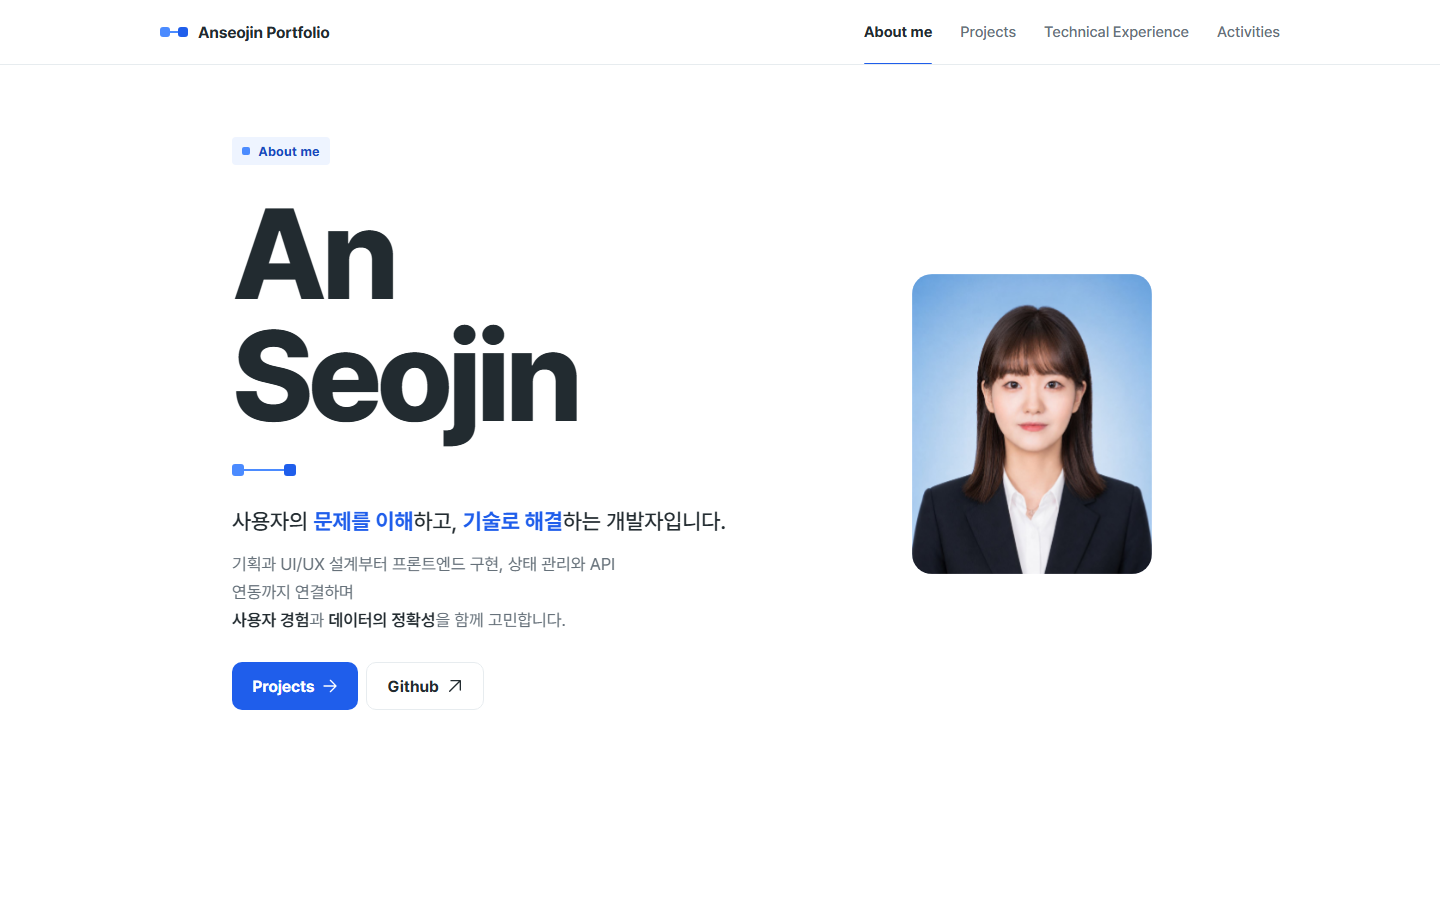 Anseojin Portfolio
About me
Projects
Technical Experience
Activities
About me
An
Seojin
사용자의 문제를 이해하고, 기술로 해결하는 개발자입니다.
기획과 UI/UX 설계부터 프론트엔드 구현, 상태 관리와 API
연동까지 연결하며
사용자 경험과 데이터의 정확성을 함께 고민합니다.
Projects
Github